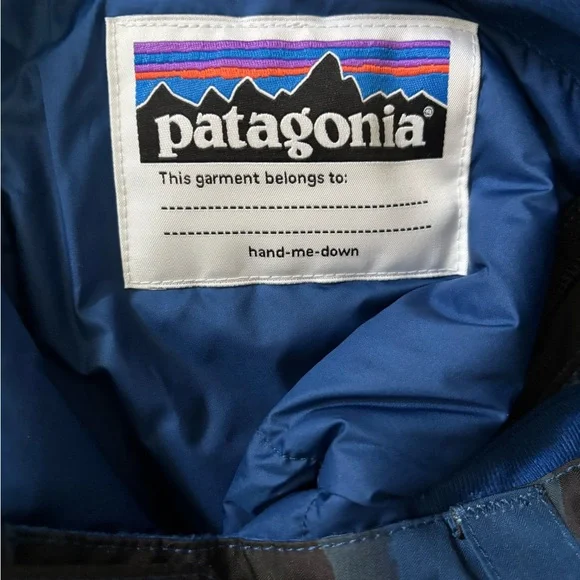 patagonia®
This garment belongs to:
hand-me-down